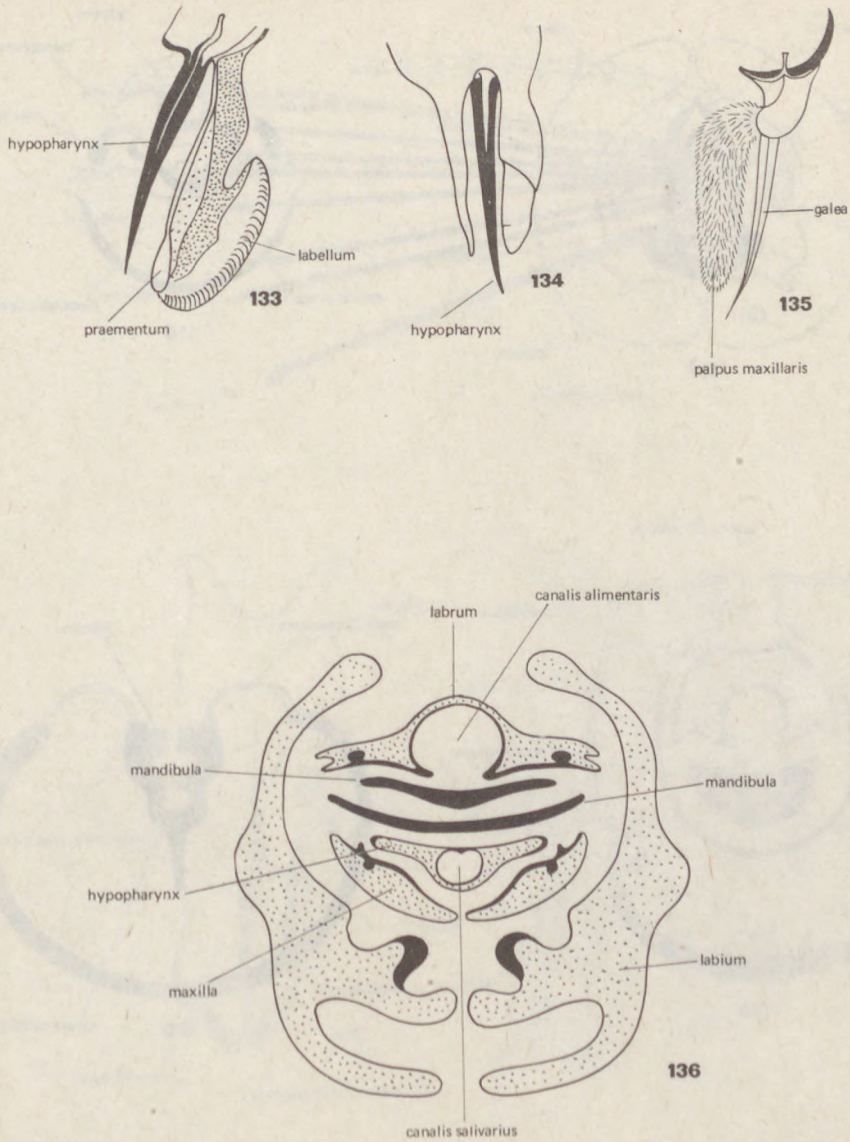 hypopharynx
labellum
133
praementum
134
hypopharynx
galea
135
palpus maxillaris
canalis alimentaris
labrum
mandibula
mandibula
hypopharynx
labium
maxilla
136
canalis salivarius